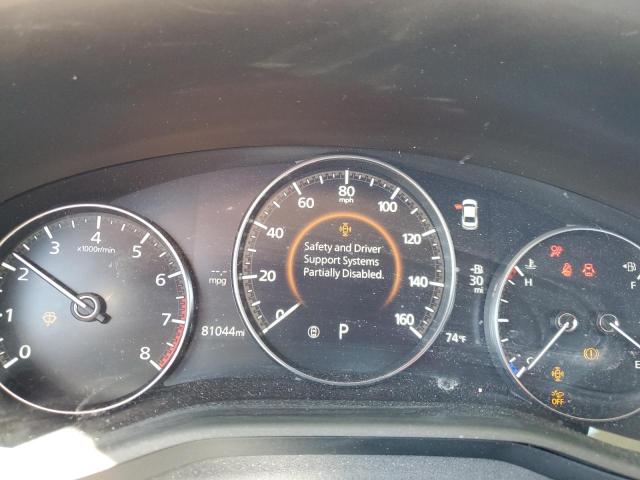 0 1 2 3 4 5 6 7 8
x1000r/min
--.-
mpg
81044mi
0 20 40 60 80 100 120 140 160
mph
Safety and Driver
Support Systems
Partially Disabled.
P
30
mi
74°F
H
C
F
E
OFF